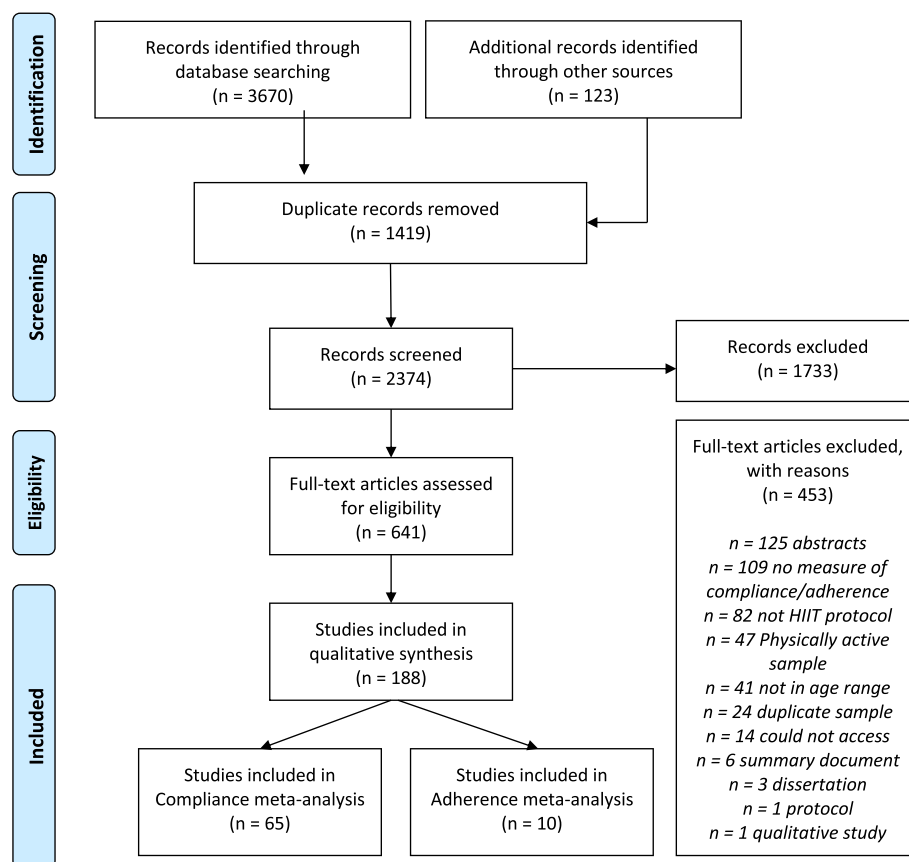 Identification
Records identified through
database searching
(n = 3670)
Additional records identified
through other sources
(n = 123)
Screening
Duplicate records removed
(n = 1419)
Records screened
(n = 2374)
Records excluded
(n = 1733)
Eligibility
Full-text articles assessed
for eligibility
(n = 641)
Full-text articles excluded,
with reasons
(n = 453)
n = 125 abstracts
n = 109 no measure of
compliance/adherence
n = 82 not HIIT protocol
n = 47 Physically active
sample
n = 41 not in age range
n = 24 duplicate sample
n = 14 could not access
n = 6 summary document
n = 3 dissertation
n = 1 protocol
n = 1 qualitative study
Included
Studies included in
qualitative synthesis
(n = 188)
Studies included in
Compliance meta-analysis
(n = 65)
Studies included in
Adherence meta-analysis
(n = 10)